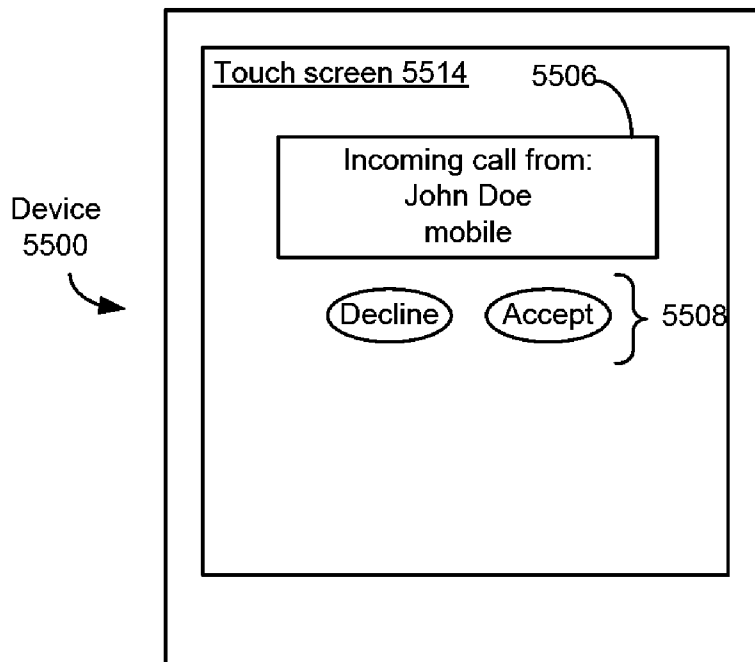 Touch screen 5514
5506
Incoming call from:
John Doe
mobile
Device
5500
Decline
Accept
5508